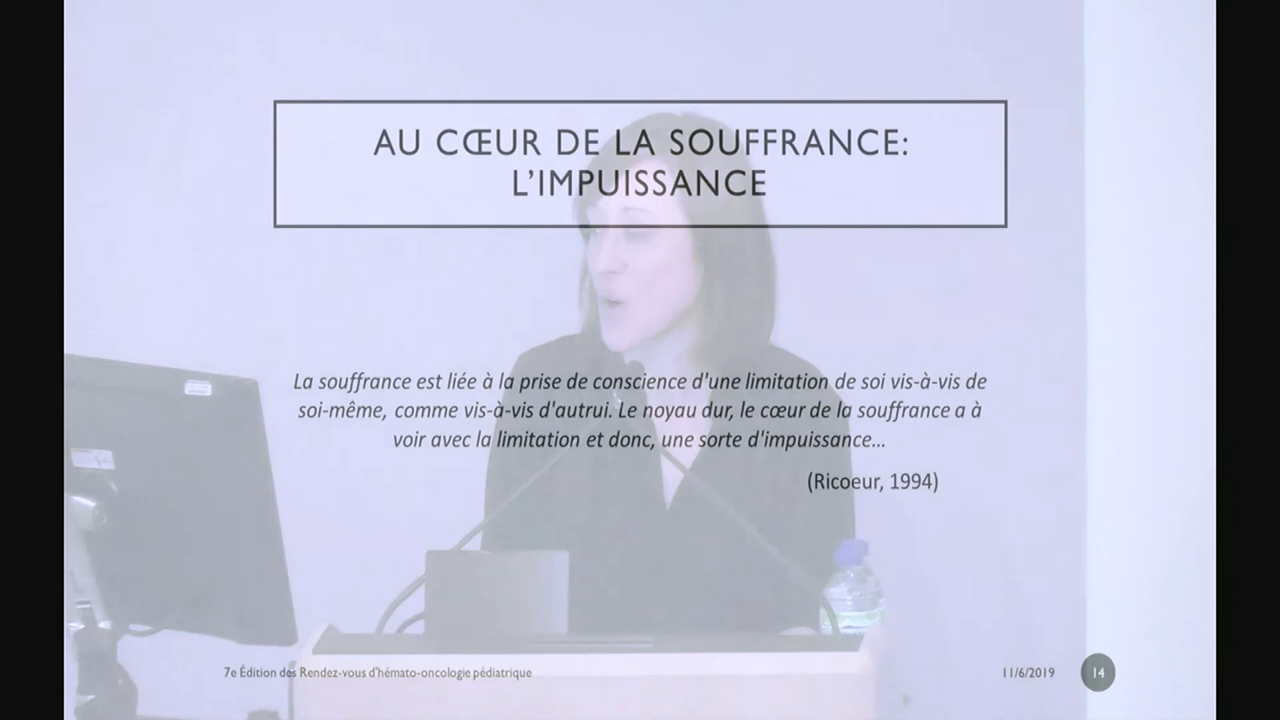 AU CŒUR DE LA SOUFFRANCE:
L'IMPUISSANCE
La souffrance est liée à la prise de conscience d'une limitation de soi vis-à-vis de
soi-même, comme vis-à-vis d'autrui. Le noyau dur, le cœur de la souffrance a à
voir avec la limitation et donc, une sorte d'impuissance...
(Ricoeur, 1994)
7e Édition des Rendez-vous d'hémato-oncologie pédiatrique
11/6/2019
14